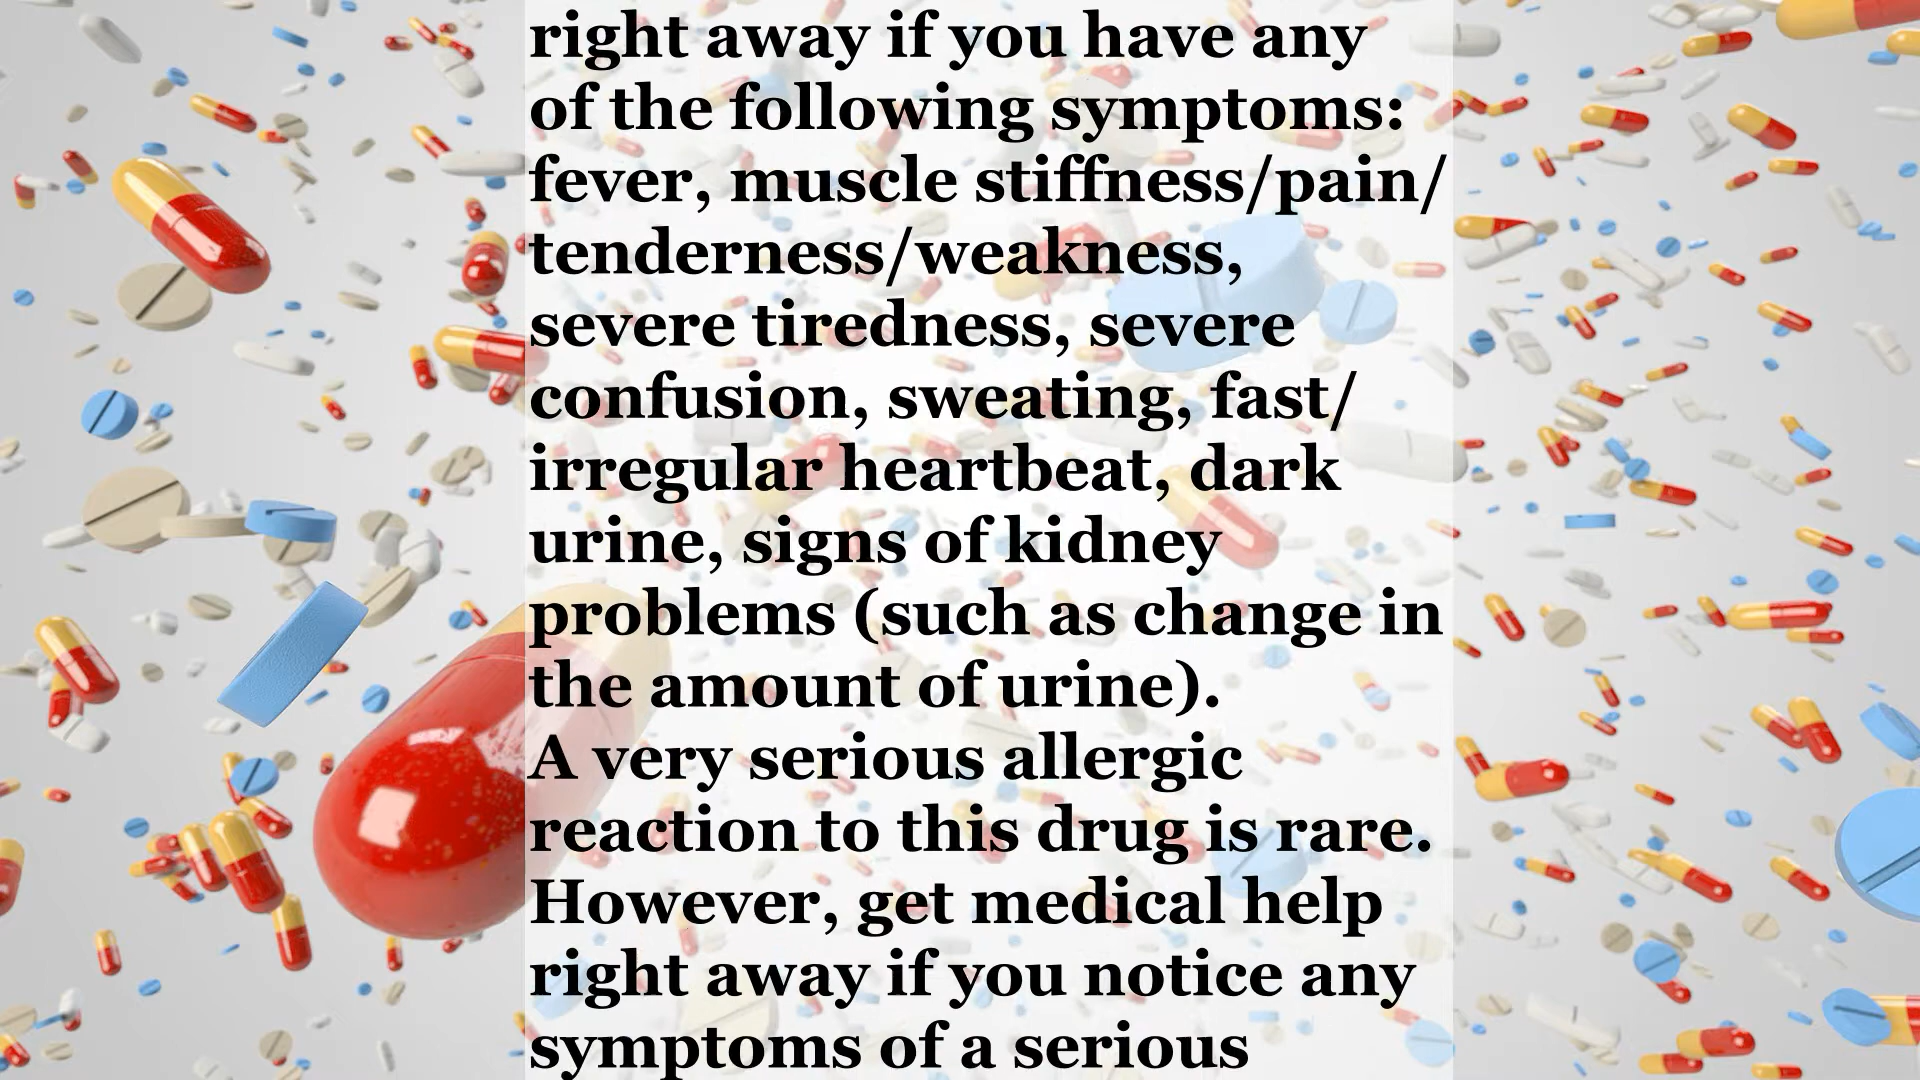 right away if you have any
of the following symptoms:
fever, muscle stiffness/pain/
tenderness/weakness,
severe tiredness, severe
confusion, sweating, fast/
irregular heartbeat, dark
urine, signs of kidney
problems (such as change in
the amount of urine).
A very serious allergic
reaction to this drug is rare.
However, get medical help
right away if you notice any
symptoms of a serious